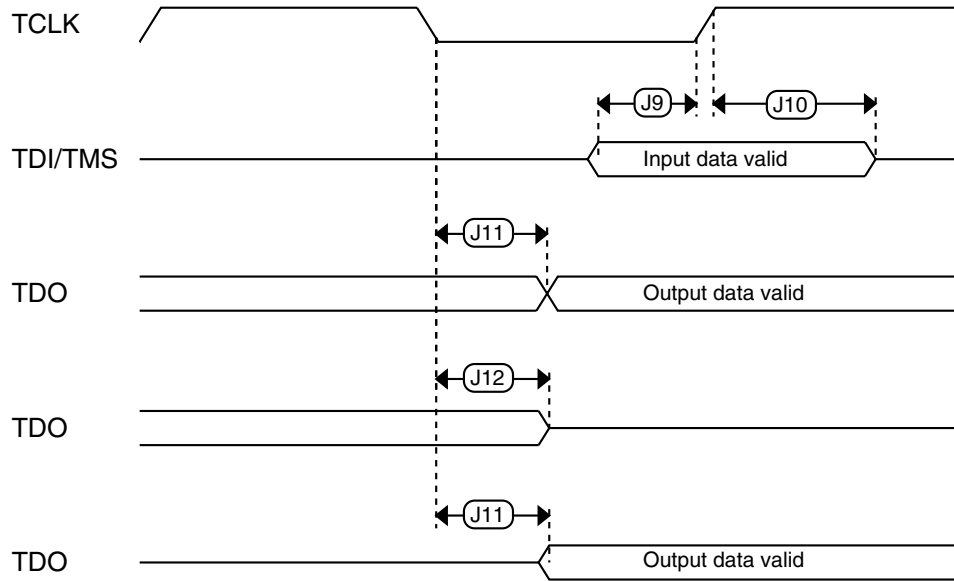 TCLK
J9
J10
TDI/TMS
Input data valid
J11
TDO
Output data valid
J12
TDO
J11
TDO
Output data valid